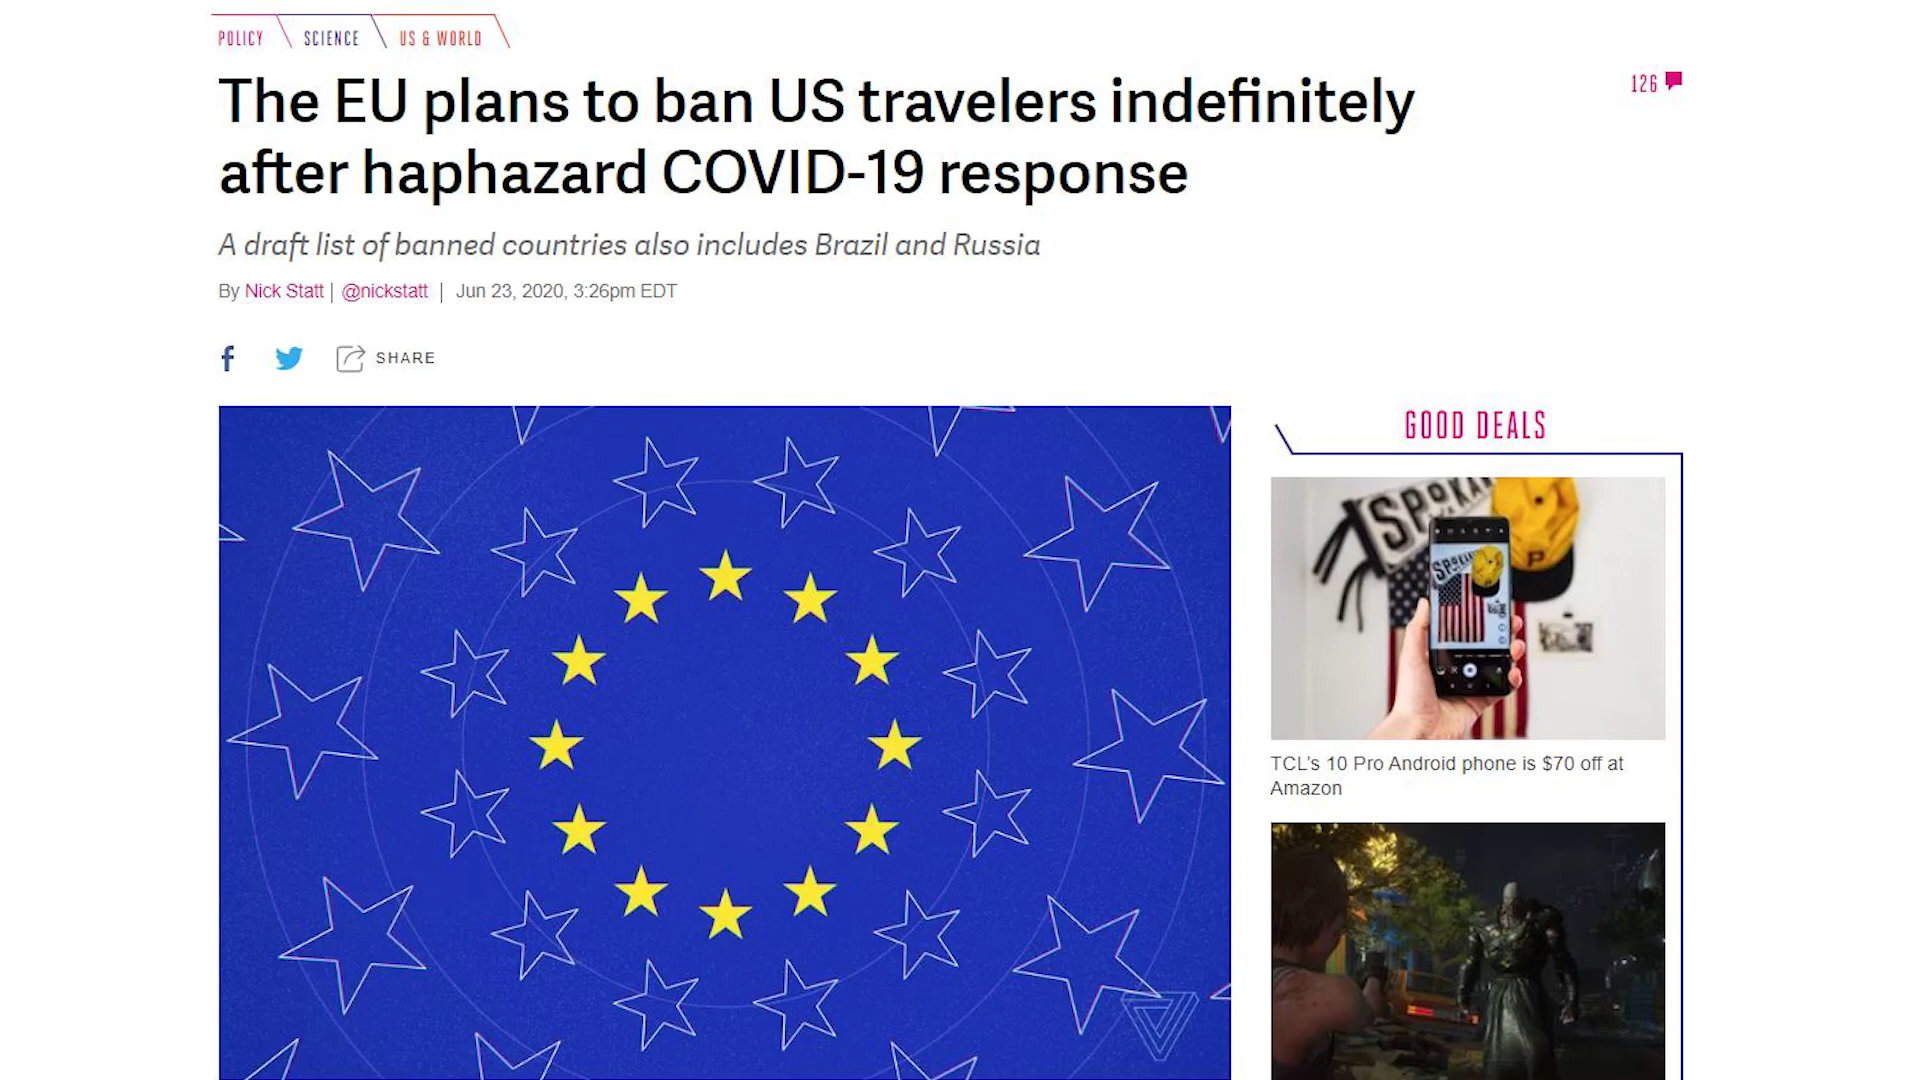 POLICY
SCIENCE
US & WORLD
The EU plans to ban US travelers indefinitely
after haphazard COVID-19 response
126
A draft list of banned countries also includes Brazil and Russia
By Nick Statt | @nickstatt | Jun 23, 2020, 3:26pm EDT
SHARE
GOOD DEALS
SPOKAN
P
SPOKAN
TCL's 10 Pro Android phone is $70 off at
Amazon